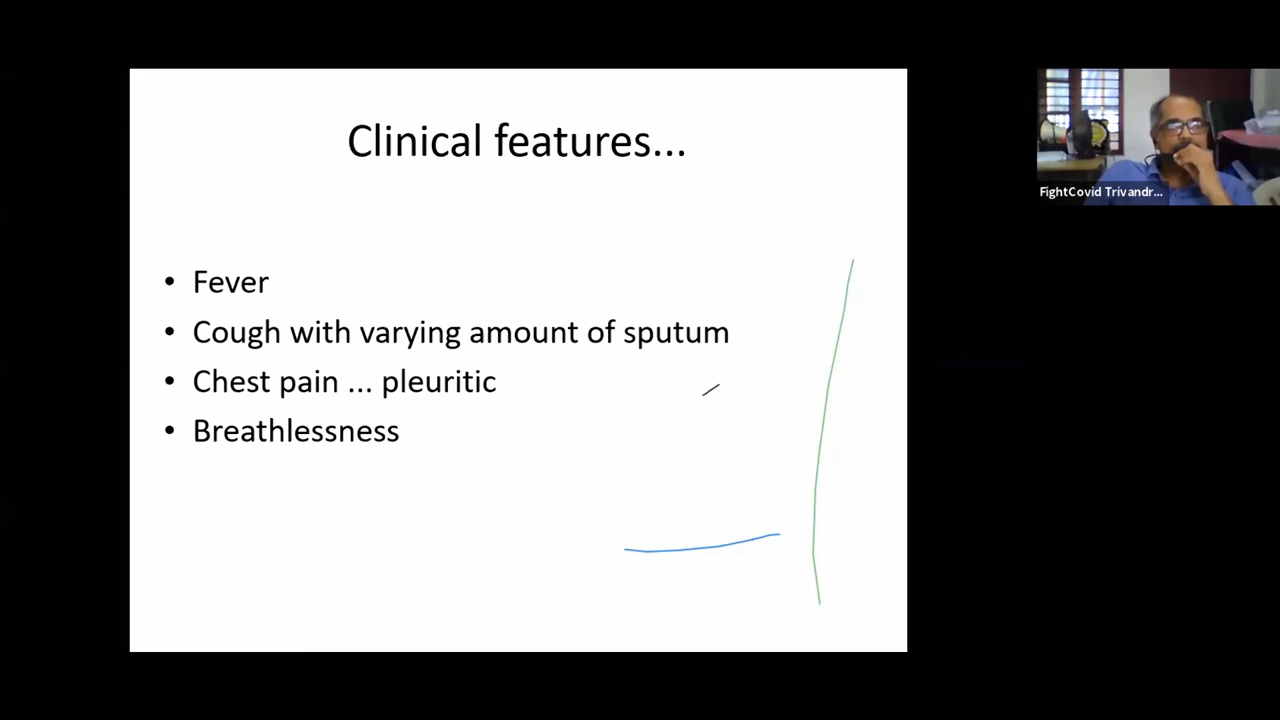 Clinical features...
• Fever
• Cough with varying amount of sputum
• Chest pain ... pleuritic
• Breathlessness
FightCovid Trivandr...